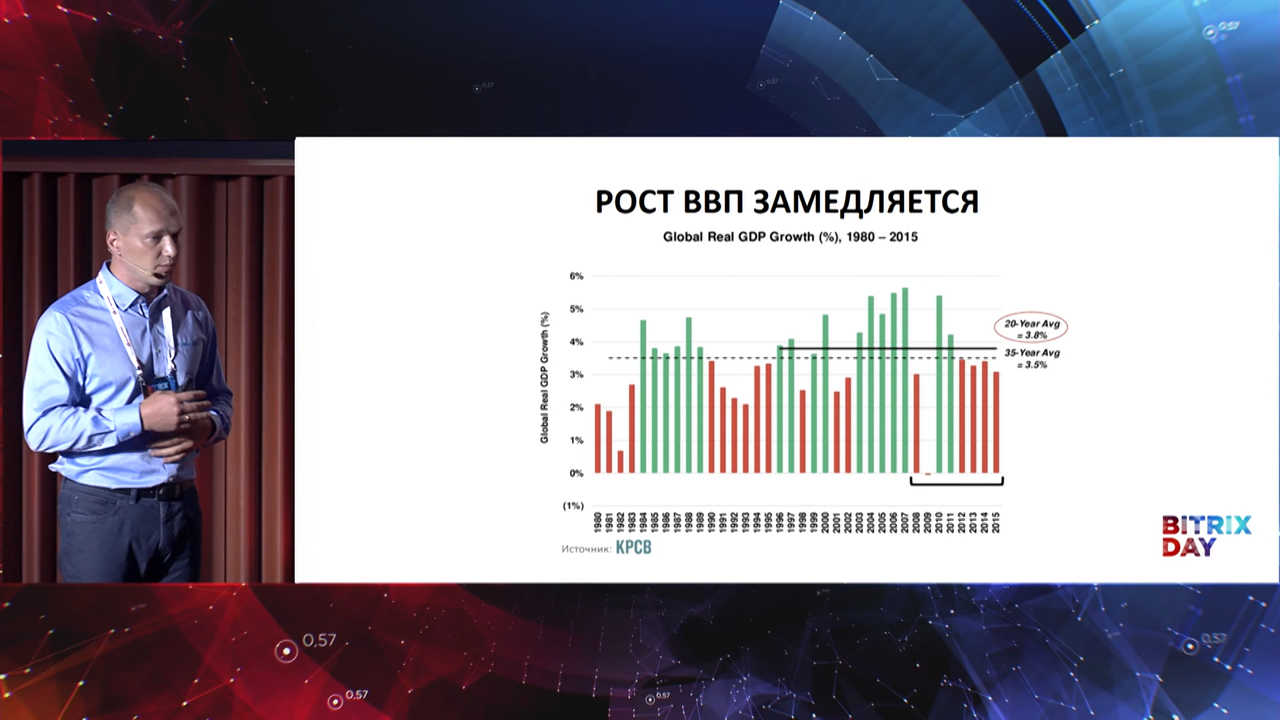 РОСТ ВВП ЗАМЕДЛЯЕТСЯ
Global Real GDP Growth (%), 1980 – 2015
Global Real GDP Growth (%)
6%
5%
4%
3%
2%
1%
0%
(1%)
20-Year Avg
= 3.8%
35-Year Avg
= 3.5%
1980 1981 1982 1983 1984 1985 1986 1987 1988 1989 1990 1991 1992 1993 1994 1995 1996 1997 1998 1999 2000 2001 2002 2003 2004 2005 2006 2007 2008 2009 2010 2011 2012 2013 2014 2015
Источник: КРСВ
BITRIX
DAY
0,57
0,57
0,57
0,57
0,57
0,57